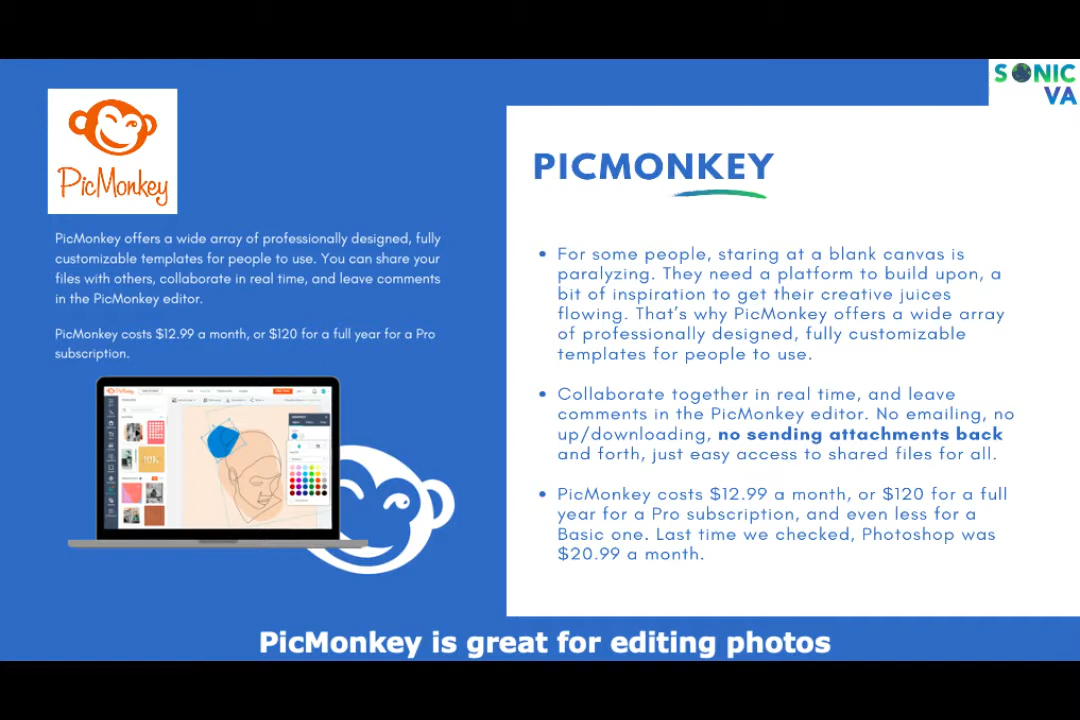 SONIC
VA
PicMonkey
PicMonkey offers a wide array of professionally designed, fully
customizable templates for people to use. You can share your
files with others, collaborate in real time, and leave comments
in the PicMonkey editor.
PicMonkey costs $12.99 a month, or $120 for a full year for a Pro
subscription.
PICMONKEY
• For some people, staring at a blank canvas is
paralyzing. They need a platform to build upon, a
bit of inspiration to get their creative juices
flowing. That's why PicMonkey offers a wide array
of professionally designed, fully customizable
templates for people to use.
• Collaborate together in real time, and leave
comments in the PicMonkey editor. No emailing, no
up/downloading, no sending attachments back
and forth, just easy access to shared files for all.
• PicMonkey costs $12.99 a month, or $120 for a full
year for a Pro subscription, and even less for a
Basic one. Last time we checked, Photoshop was
$20.99 a month.
PicMonkey is great for editing photos